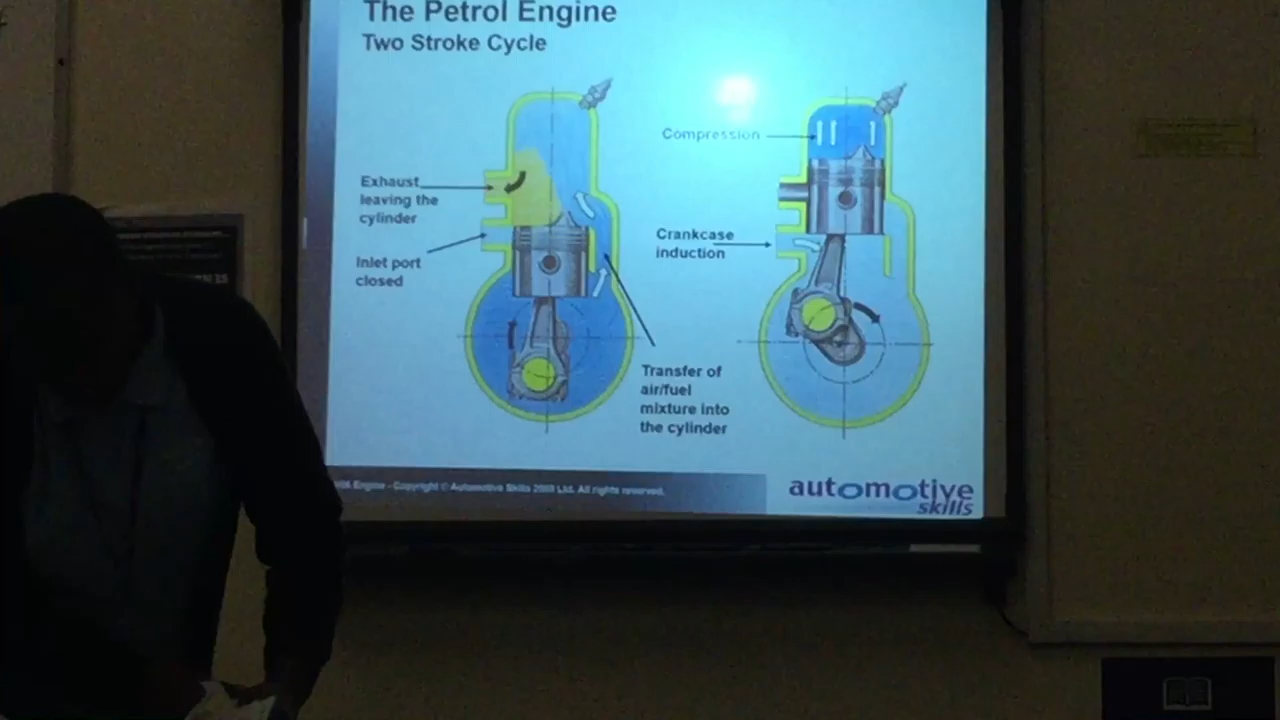 The Petrol Engine
Two Stroke Cycle
Exhaust
leaving the
cylinder
Inlet port
closed
Compression
Crankcase
induction
Transfer of
air/fuel
mixture into
the cylinder
Engine - Copyright © Automotive Skills 2003 Ltd. All rights reserved.
automotive
skills